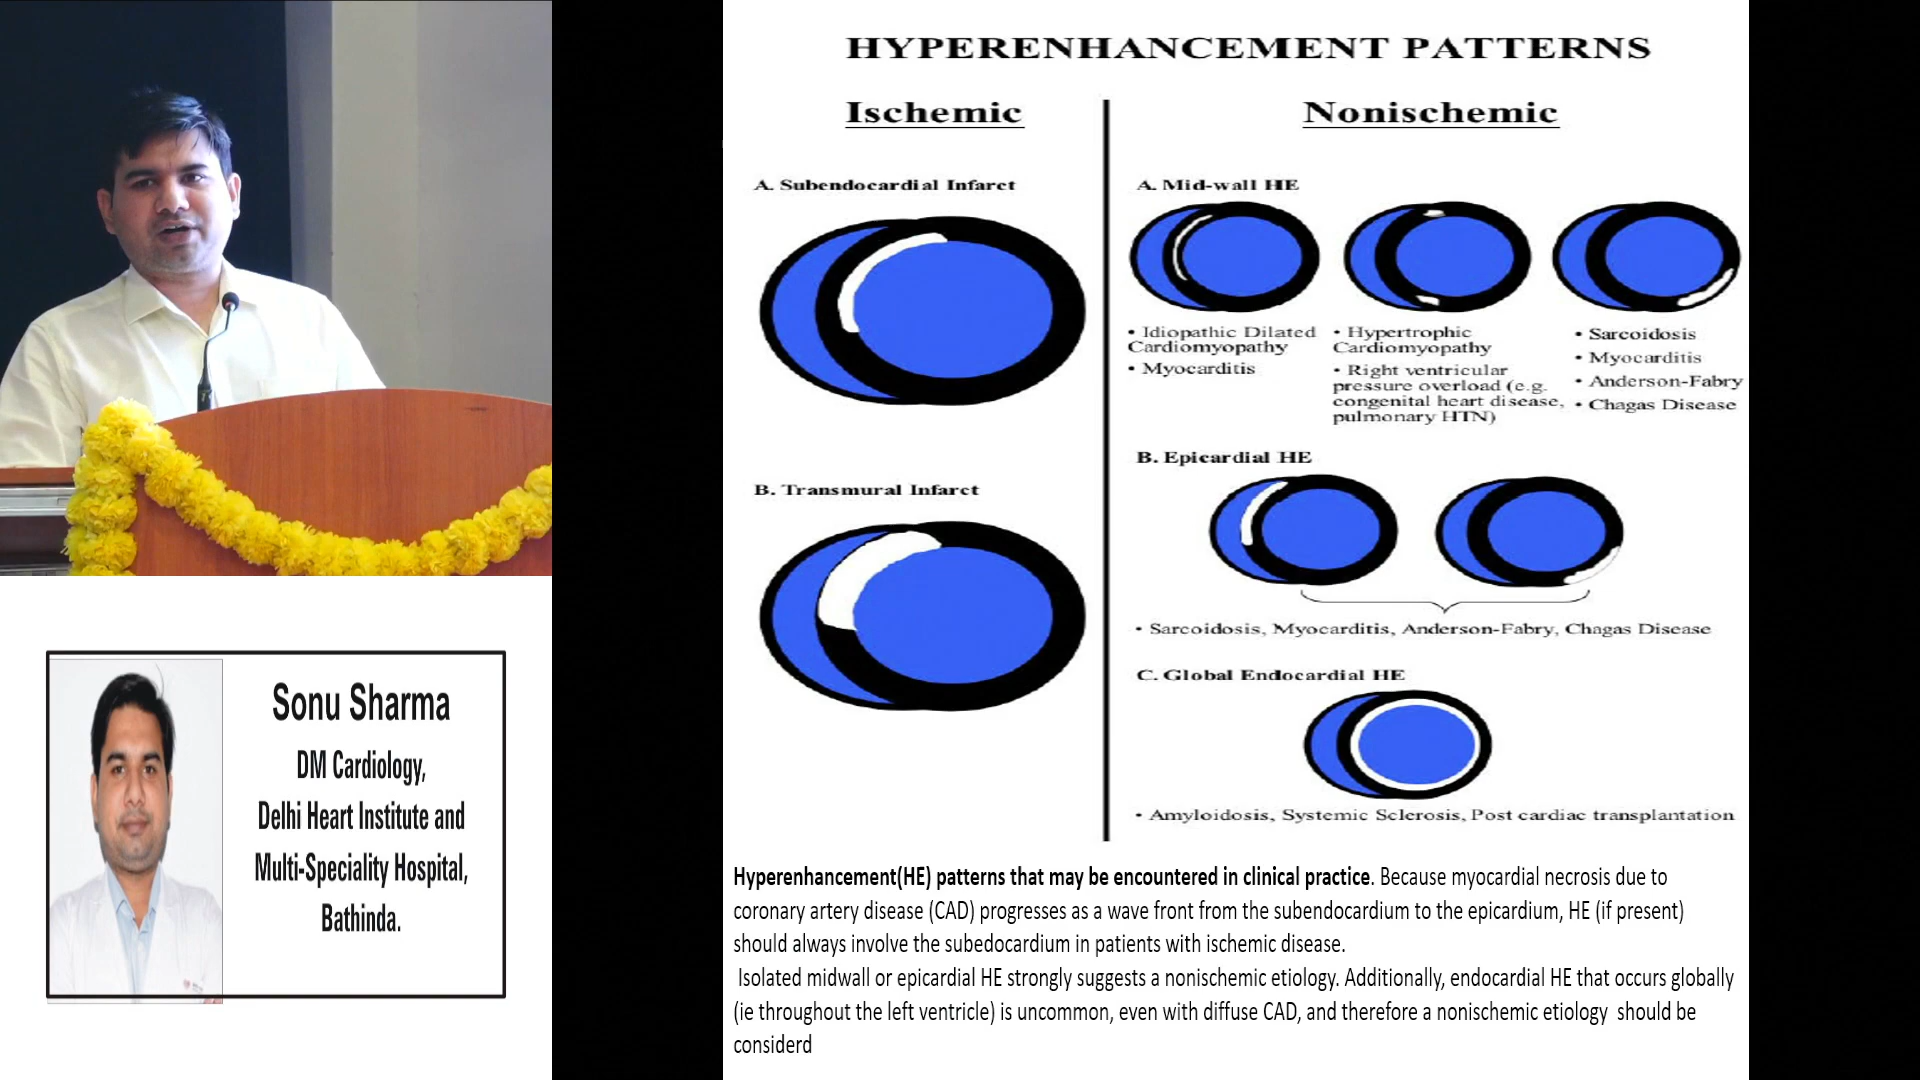 Sonu Sharma
DM Cardiology,
Delhi Heart Institute and
Multi-Speciality Hospital,
Bathinda.
HYPERENHANCEMENT PATTERNS
Ischemic
A. Subendocardial Infarct
B. Transmural Infarct
Nonischemic
A. Mid-wall HE
• Idiopathic Dilated
Cardiomyopathy
• Myocarditis
• Hypertrophic
Cardiomyopathy
• Right ventricular
pressure overload (e.g.
congenital heart disease,
pulmonary HTN)
• Sarcoidosis
• Myocarditis
• Anderson-Fabry
• Chagas Disease
B. Epicardial HE
• Sarcoidosis, Myocarditis, Anderson-Fabry, Chagas Disease
C. Global Endocardial HE
• Amyloidosis, Systemic Sclerosis, Post cardiac transplantation
Hyperenhancement(HE) patterns that may be encountered in clinical practice. Because myocardial necrosis due to
coronary artery disease (CAD) progresses as a wave front from the subendocardium to the epicardium, HE (if present)
should always involve the subedocardium in patients with ischemic disease.
Isolated midwall or epicardial HE strongly suggests a nonischemic etiology. Additionally, endocardial HE that occurs globally
(ie throughout the left ventricle) is uncommon, even with diffuse CAD, and therefore a nonischemic etiology should be
considerd